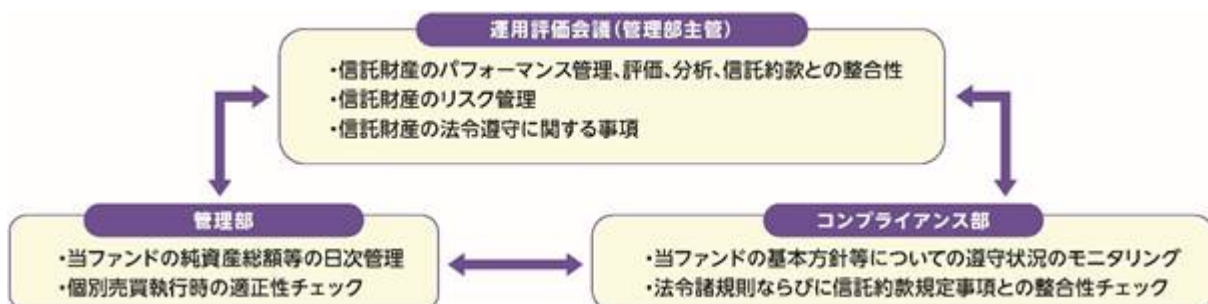 運用評価会議(管理部主管)
・信託財産のパフォーマンス管理、評価、分析、信託約款との整合性
・信託財産のリスク管理
・信託財産の法令遵守に関する事項
管理部
・当ファンドの純資産総額等の日次管理
・個別売買執行時の適正性チェック
コンプライアンス部
・当ファンドの基本方針等についての遵守状況のモニタリング
・法令諸規則ならびに信託約款規定事項との整合性チェック